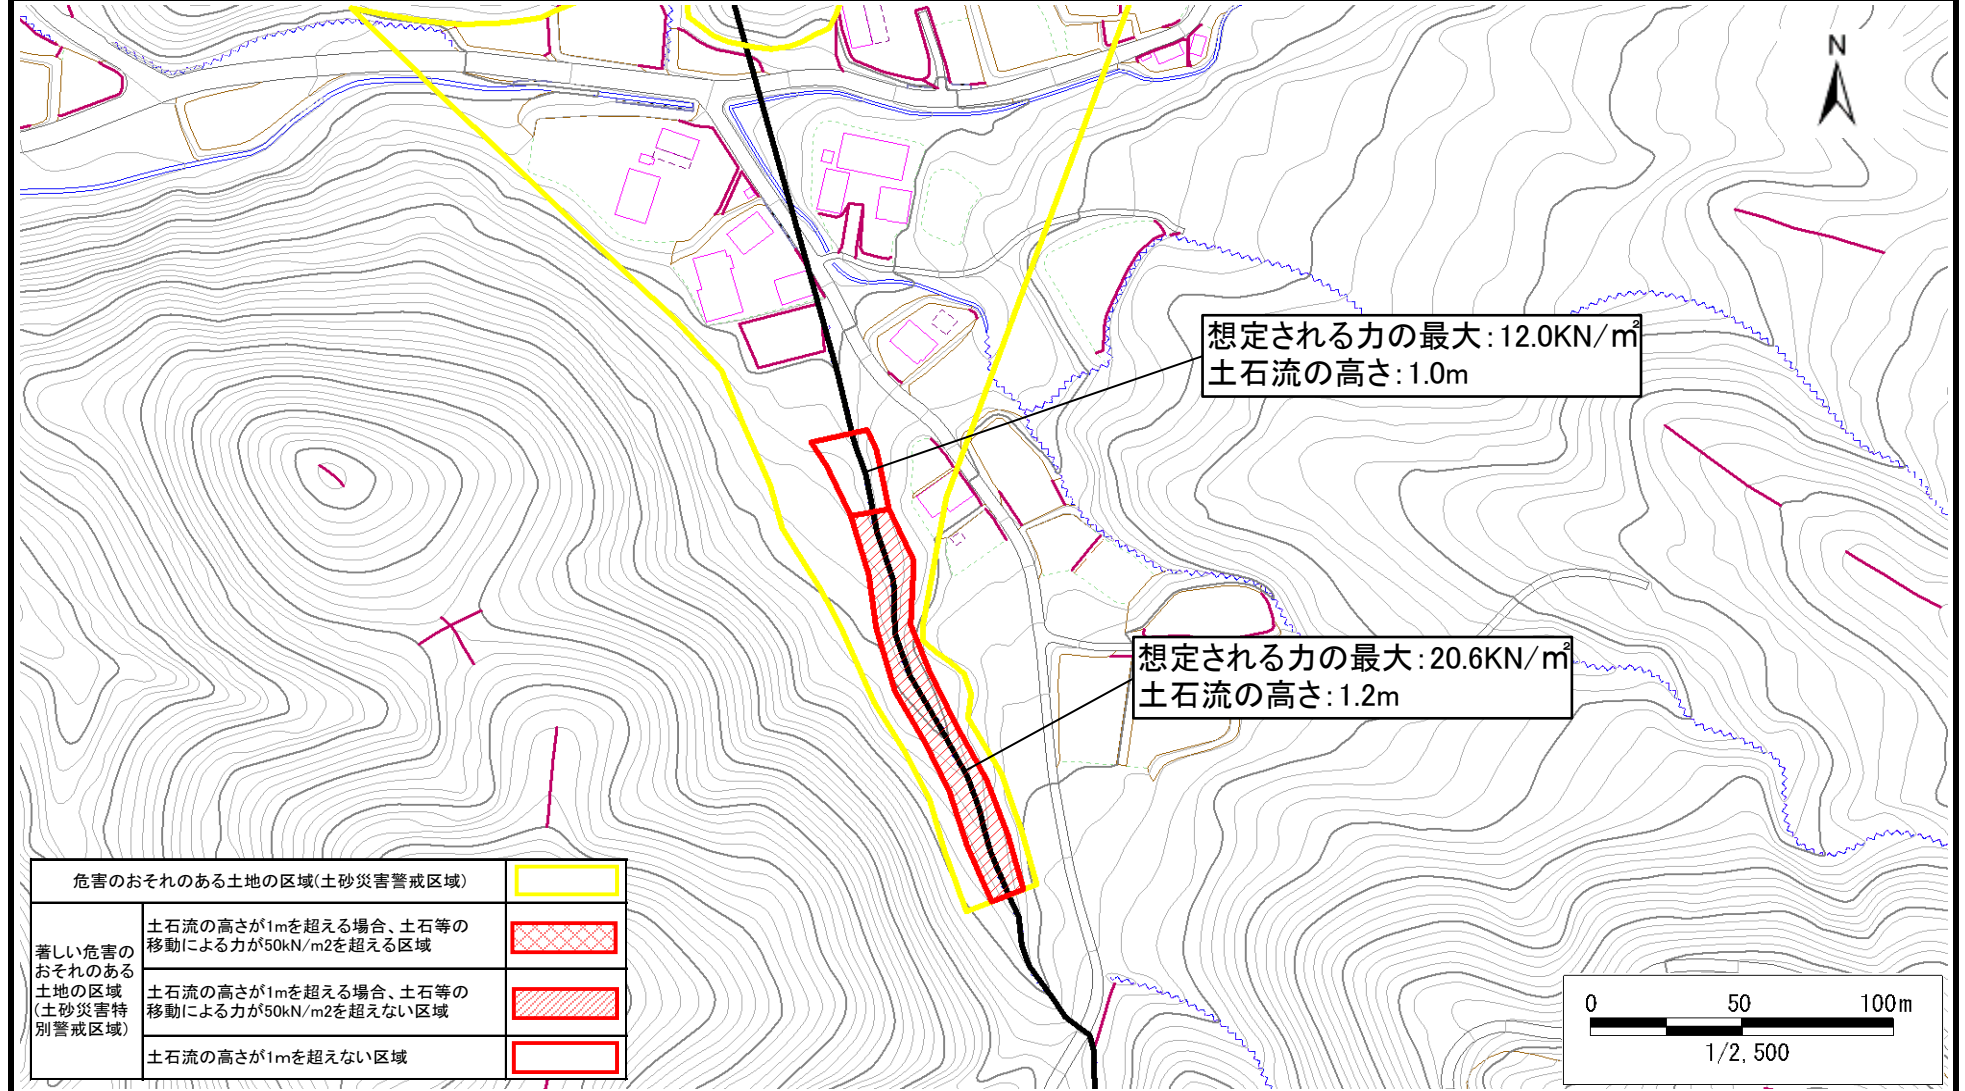 N
想定される力の最大:12.0KN/㎡
土石流の高さ:1.0m
想定される力の最大:20.6KN/㎡
土石流の高さ:1.2m
危害のおそれのある土地の区域(土砂災害警戒区域)
著しい危害の
おそれのある
土地の区域
(土砂災害特
別警戒区域)
土石流の高さが1mを超える場合、土石等の
移動による力が50kN/m2を超える区域
土石流の高さが1mを超える場合、土石等の
移動による力が50kN/m2を超えない区域
土石流の高さが1mを超えない区域
0 50 100m
1/2,500